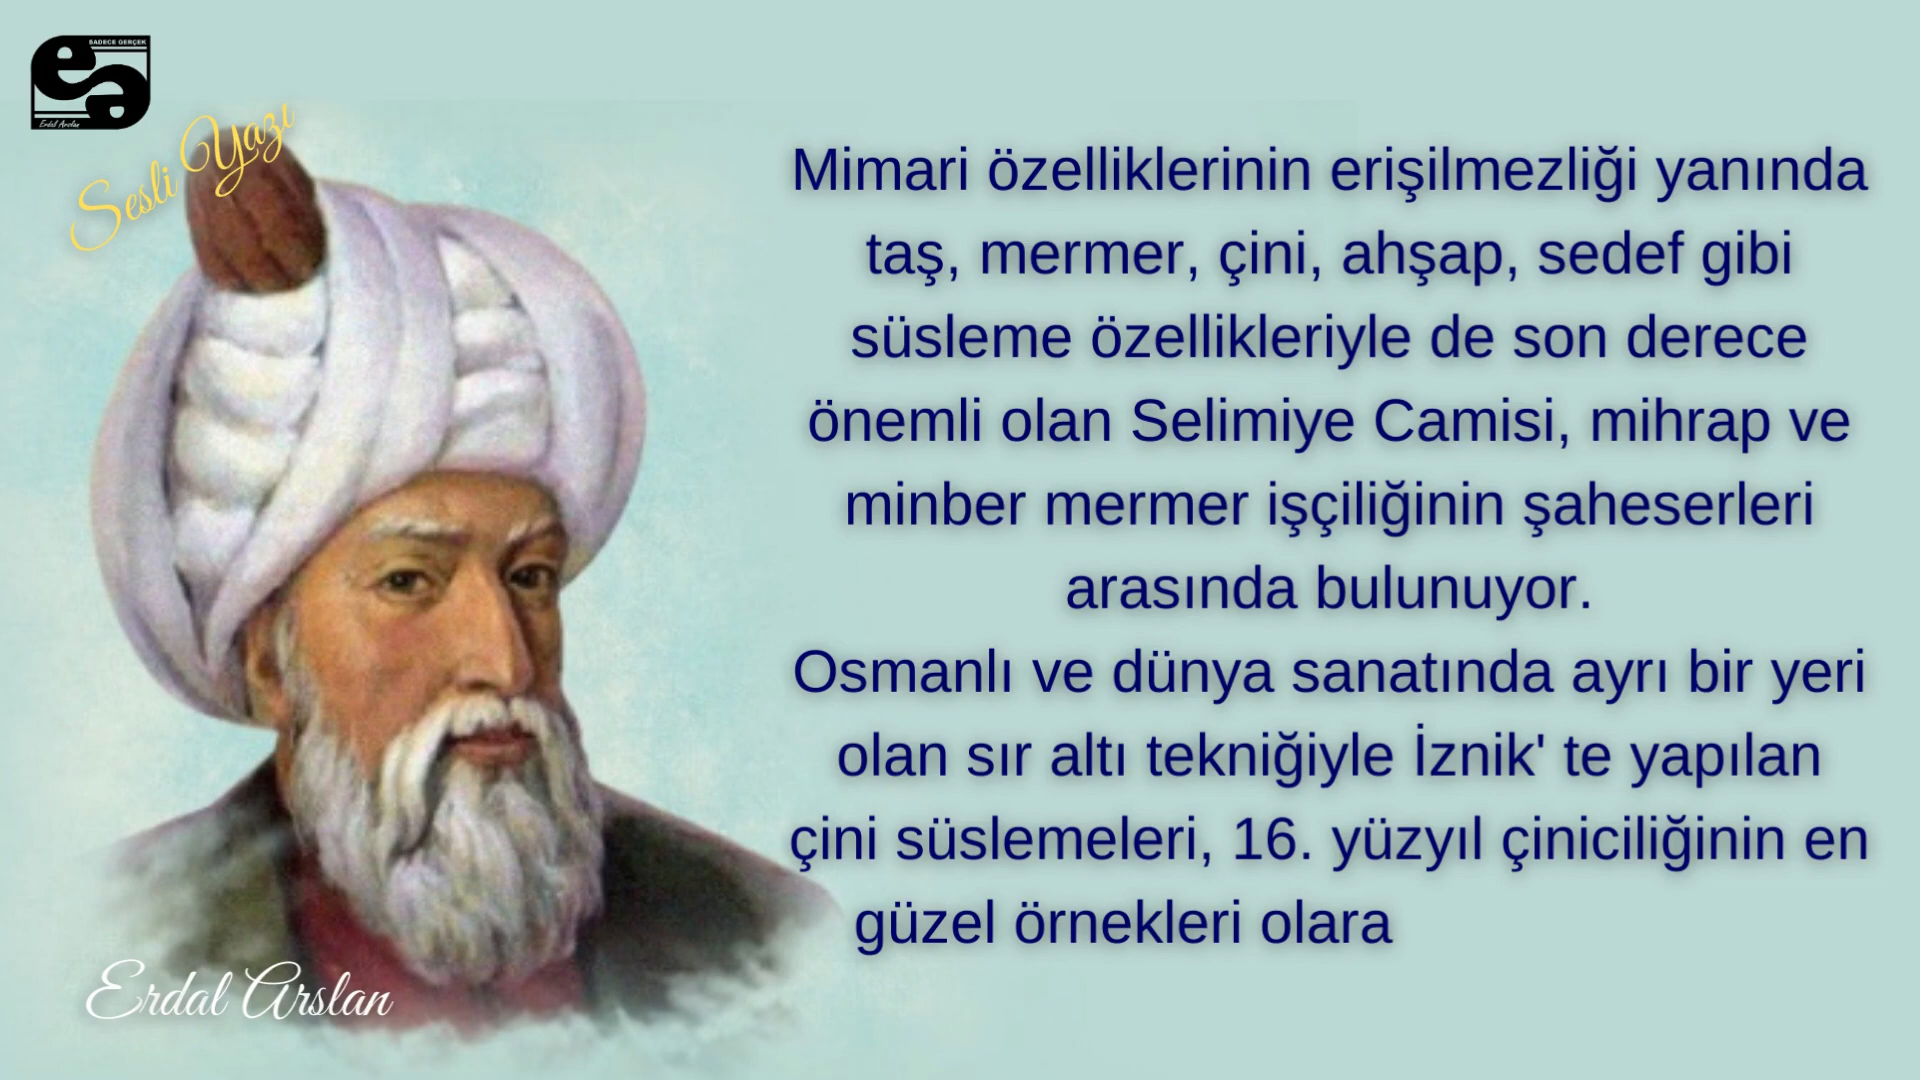 SADECE GERÇEK
ea
Erdal Arslan
Sesli Yazı
Mimari özelliklerinin erişilmezliği yanında
taş, mermer, çini, ahşap, sedef gibi
süsleme özellikleriyle de son derece
önemli olan Selimiye Camisi, mihrap ve
minber mermer işçiliğinin şaheserleri
arasında bulunuyor.
Osmanlı ve dünya sanatında ayrı bir yeri
olan sır altı tekniğiyle İznik' te yapılan
çini süslemeleri, 16. yüzyıl çiniciliğinin en
güzel örnekleri olara
Erdal Arslan